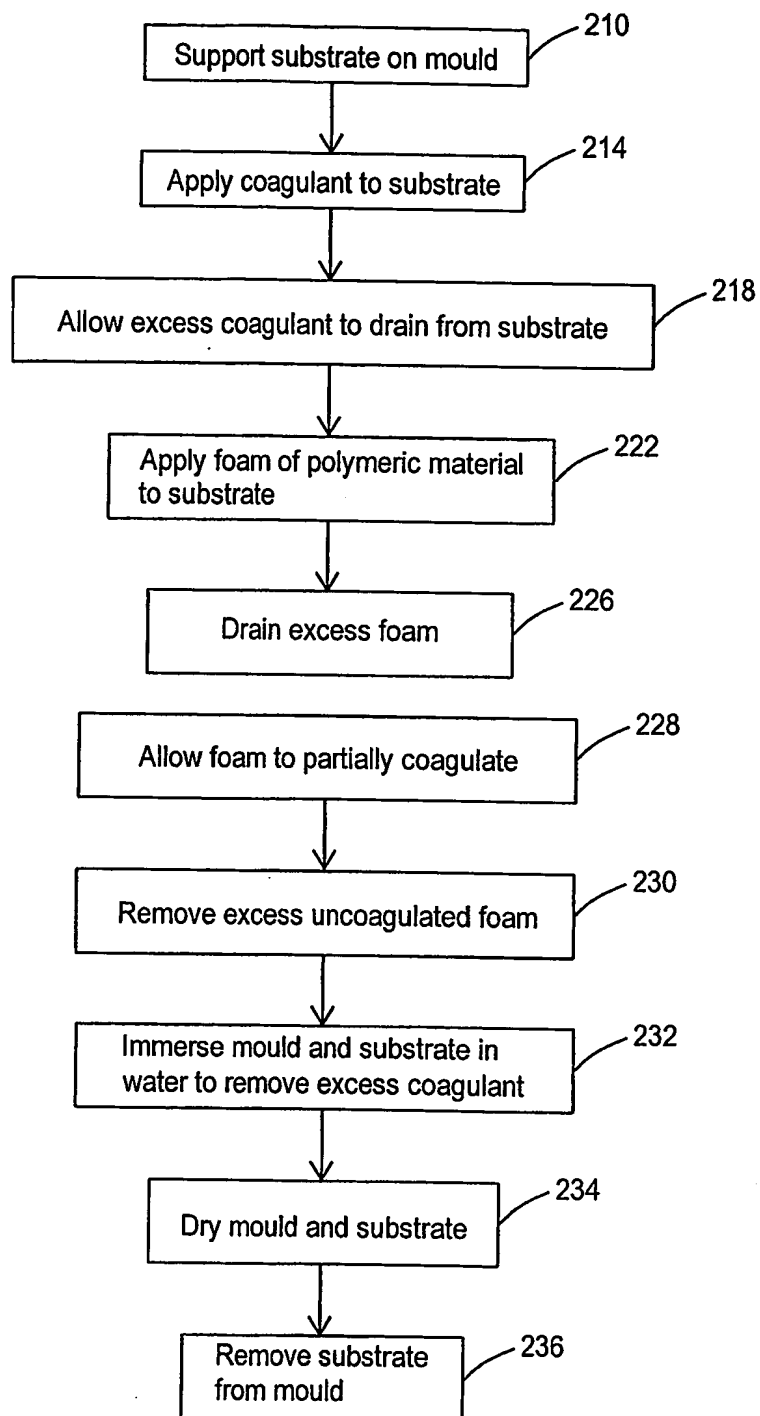 210
Support substrate on mould
214
Apply coagulant to substrate
218
Allow excess coagulant to drain from substrate
222
Apply foam of polymeric material
to substrate
226
Drain excess foam
228
Allow foam to partially coagulate
230
Remove excess uncoagulated foam
232
Immerse mould and substrate in
water to remove excess coagulant
234
Dry mould and substrate
236
Remove substrate
from mould